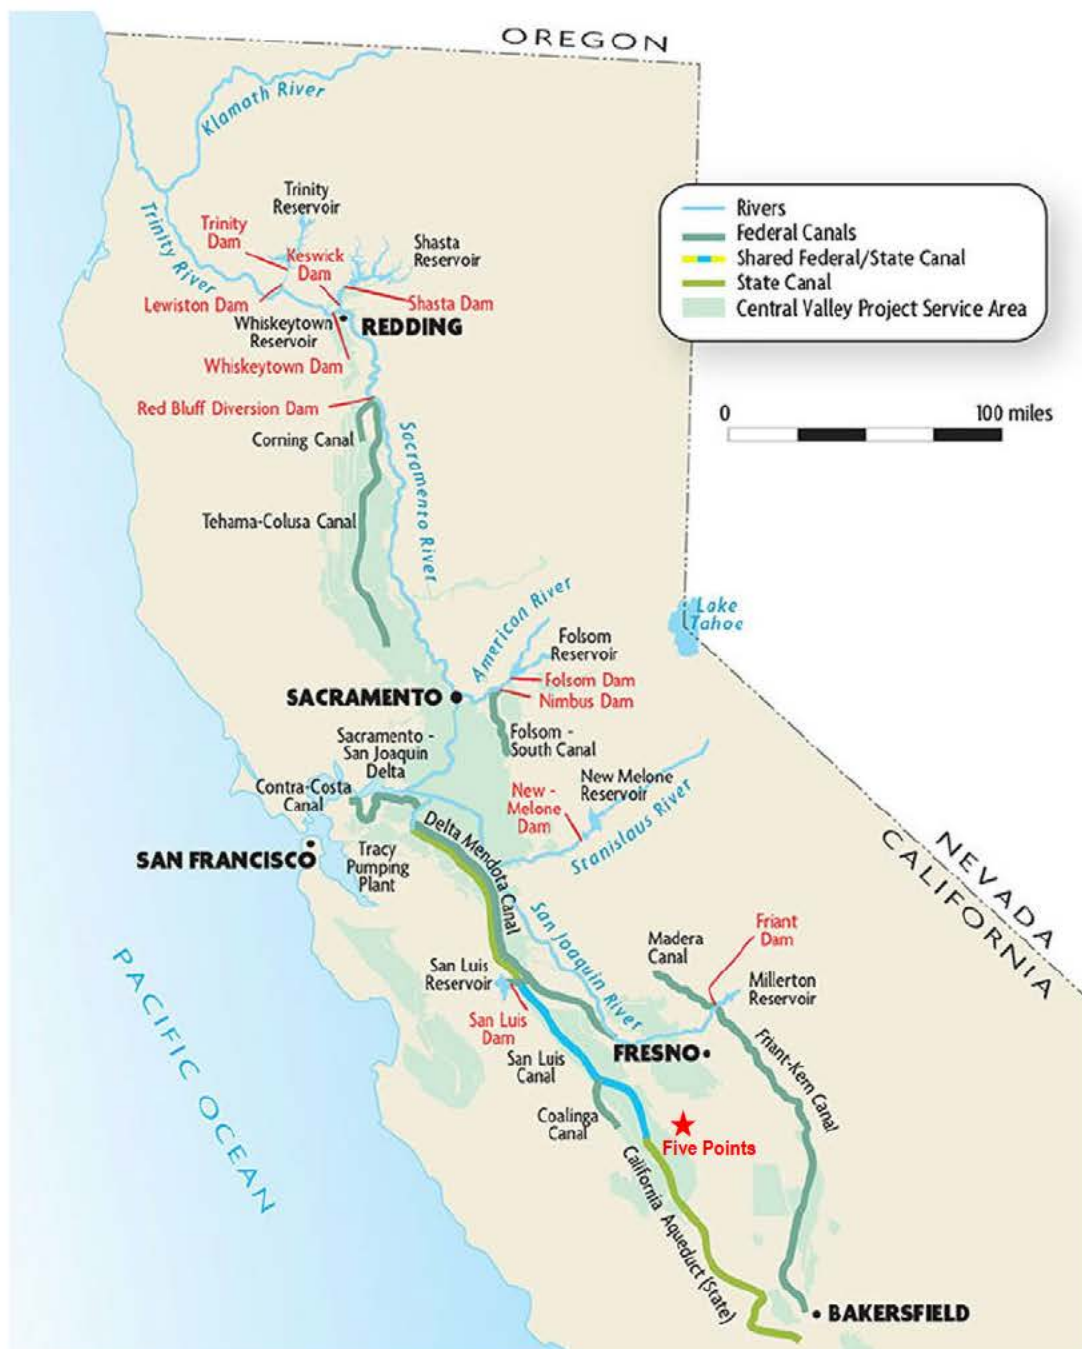 OREGON
Klamath River
Trinity
Reservoir
Trinity
Dam
Trinity River
Keswick
Dam
Shasta
Reservoir
Lewiston Dam
Shasta Dam
Whiskeytown
Reservoir
REDDING
Whiskeytown Dam
Red Bluff Diversion Dam
Corning Canal
Sacramento River
Tehama-Colusa Canal
Rivers
Federal Canals
Shared Federal/State Canal
State Canal
Central Valley Project Service Area
0
100 miles
American River
Lake
Tahoe
Folsom
Reservoir
Folsom Dam
Nimbus Dam
SACRAMENTO
Folsom -
South Canal
Sacramento -
San Joaquin
Delta
Contra-Costa
Canal
New Melone
Reservoir
New -
Melone
Dam
Stanislaus River
Delta Mendota Canal
SAN FRANCISCO
Tracy
Pumping
Plant
NEVADA
CALIFORNIA
San Joaquin River
Friant
Dam
Madera
Canal
Millerton
Reservoir
San Luis
Reservoir
San Luis
Dam
PACIFIC OCEAN
FRESNO
San Luis
Canal
Friant-Kern Canal
Coalinga
Canal
Five Points
California Aqueduct (State)
BAKERSFIELD